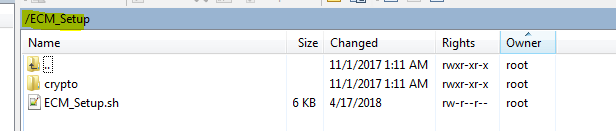 /ECM_Setup
Name Size Changed Rights Owner
.. 11/1/2017 1:11 AM rwxr-xr-x root
crypto 11/1/2017 1:11 AM rwxr-xr-x root
ECM_Setup.sh 6 KB 4/17/2018 rw-r--r-- root